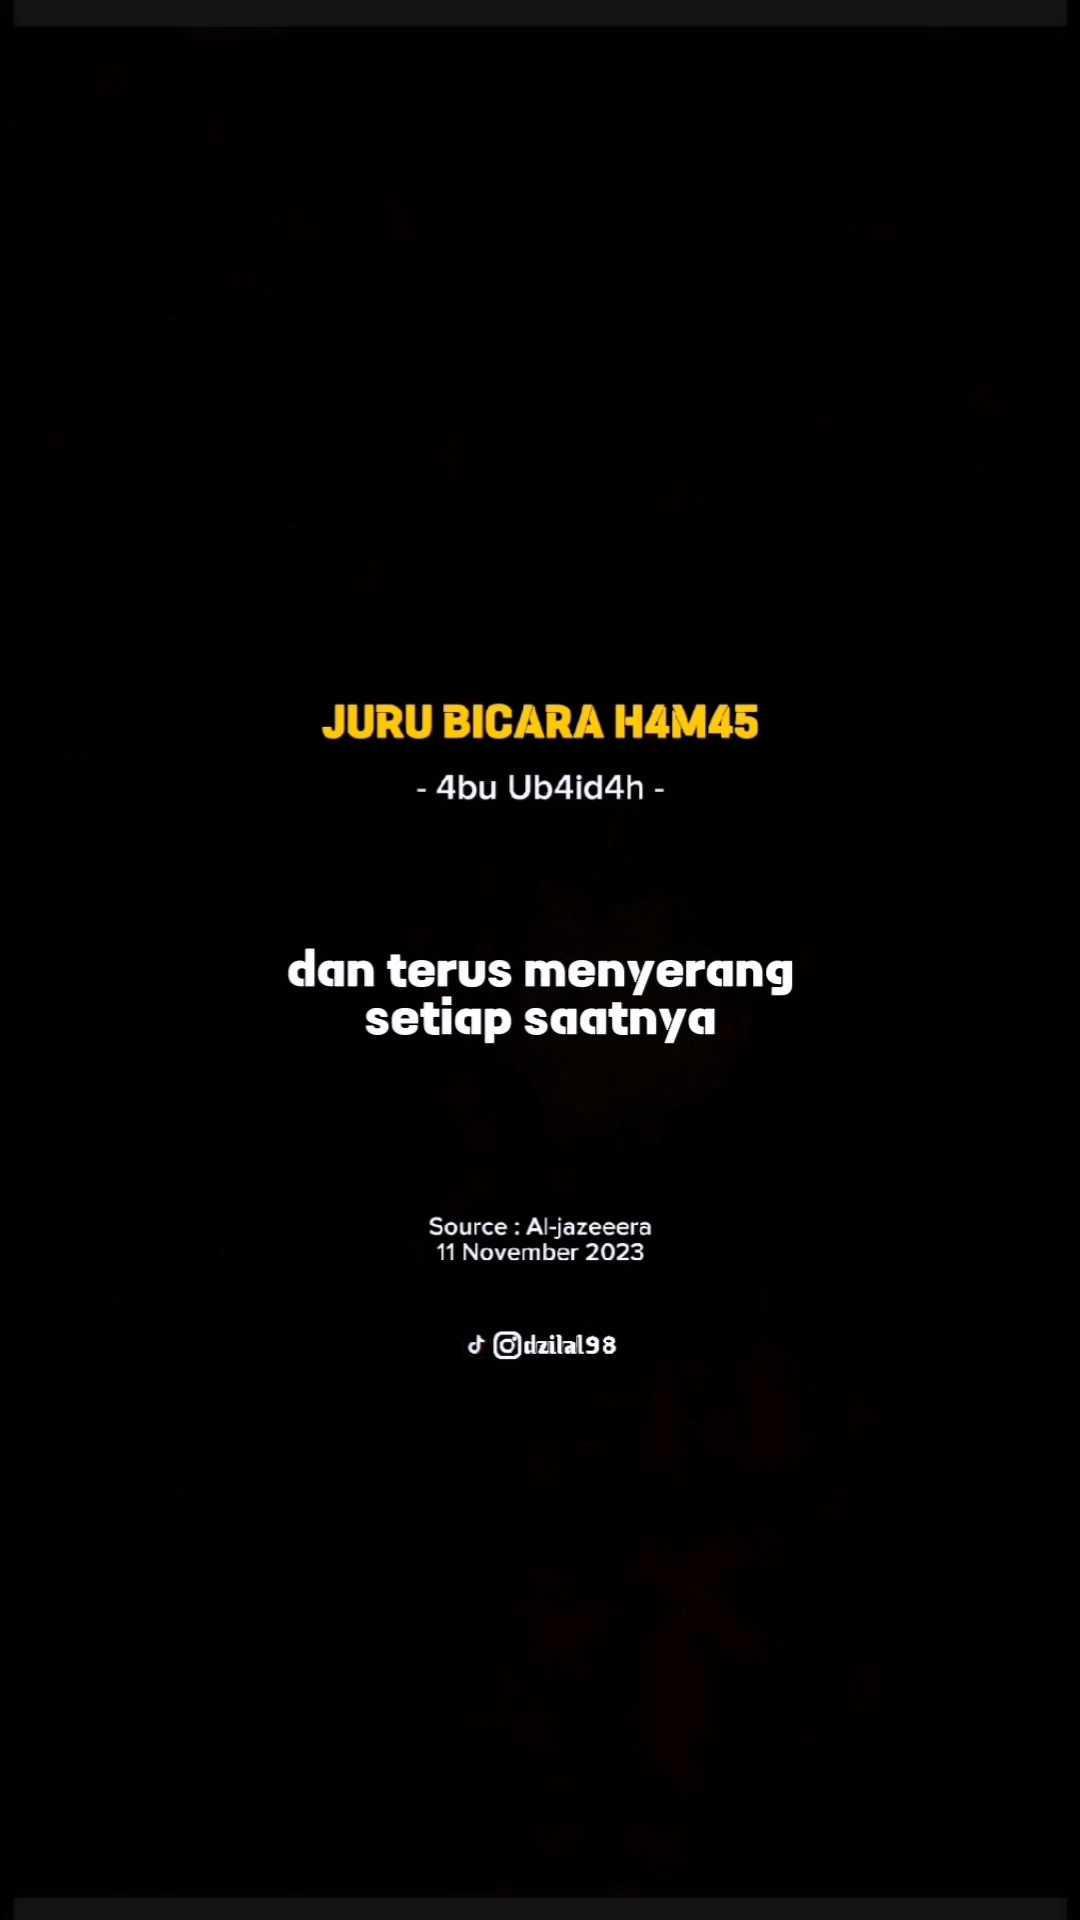 JURU BICARA H4M45
- 4bu Ub4id4h -
dan terus menyerang
setiap saatnya
Source : Al-jazeeera
11 November 2023
dzilal98